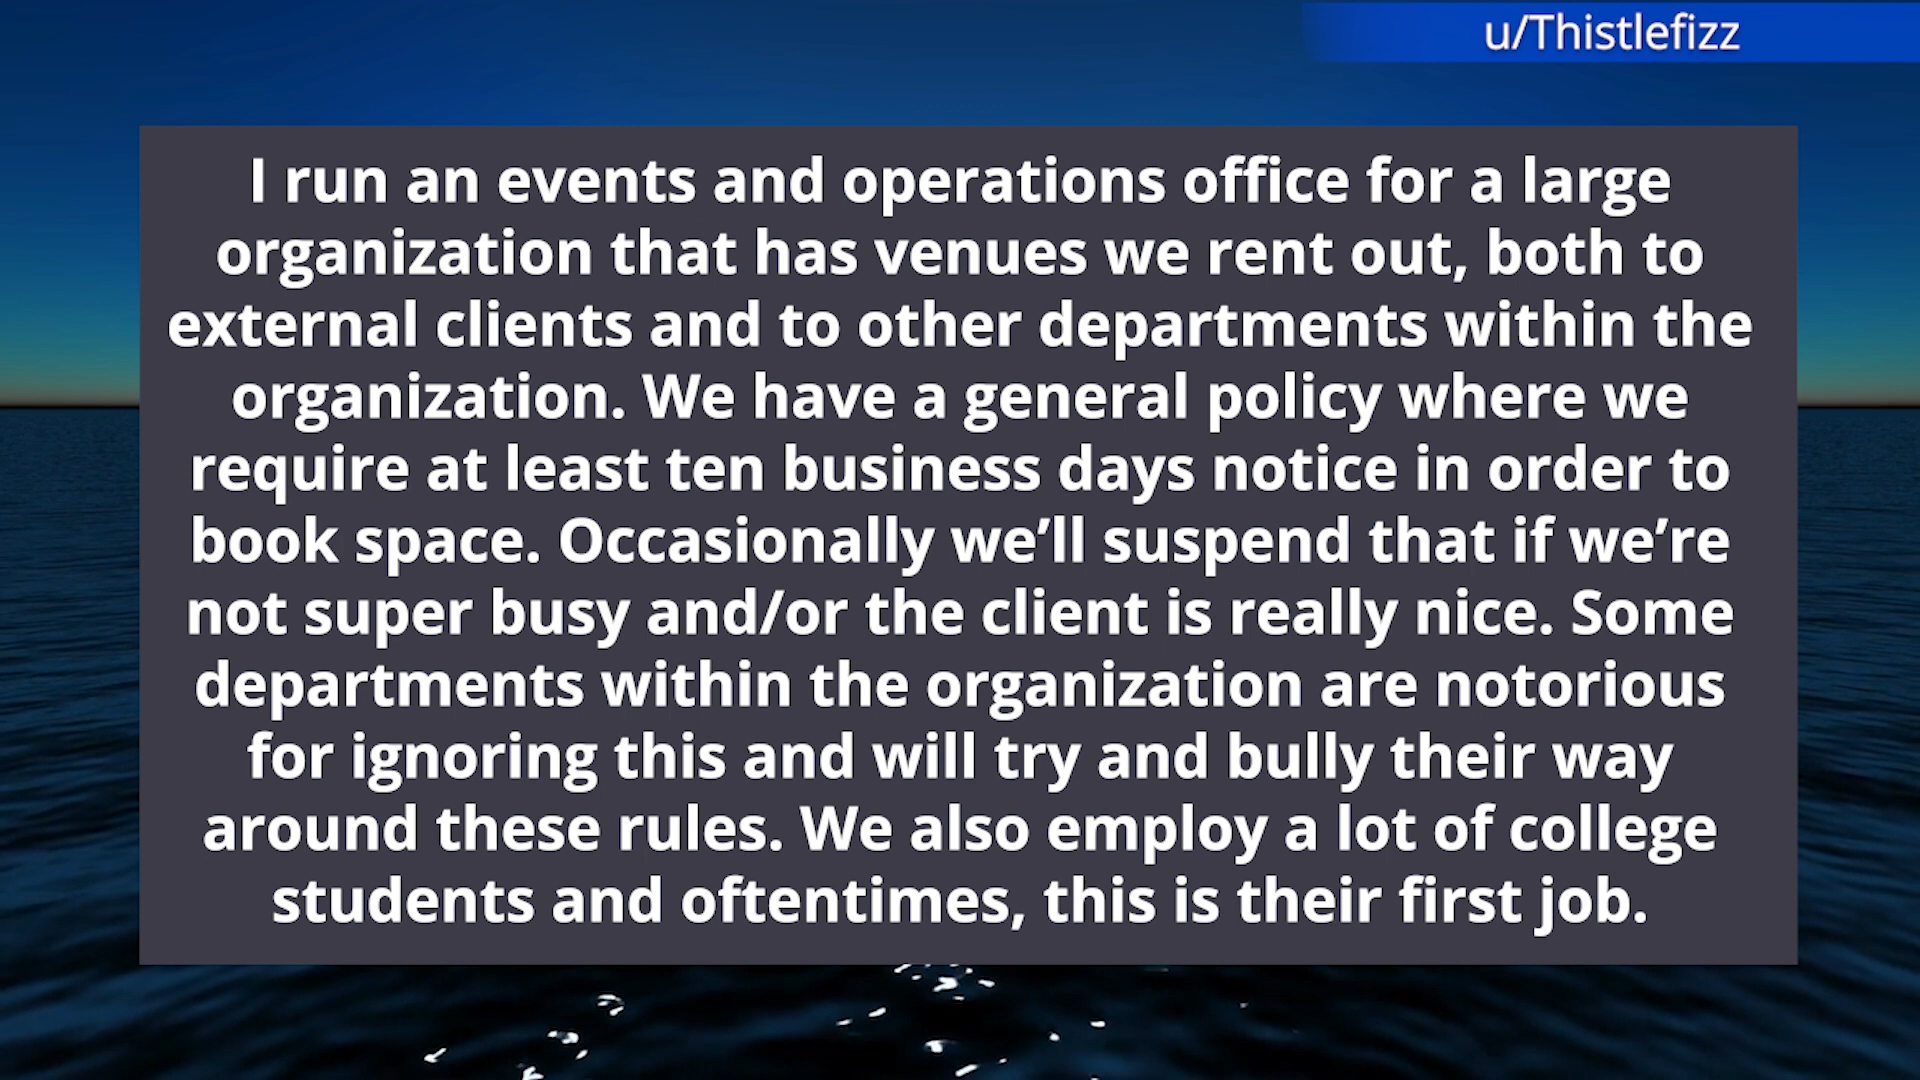 u/Thistlefizz
I run an events and operations office for a large
organization that has venues we rent out, both to
external clients and to other departments within the
organization. We have a general policy where we
require at least ten business days notice in order to
book space. Occasionally we’ll suspend that if we’re
not super busy and/or the client is really nice. Some
departments within the organization are notorious
for ignoring this and will try and bully their way
around these rules. We also employ a lot of college
students and oftentimes, this is their first job.